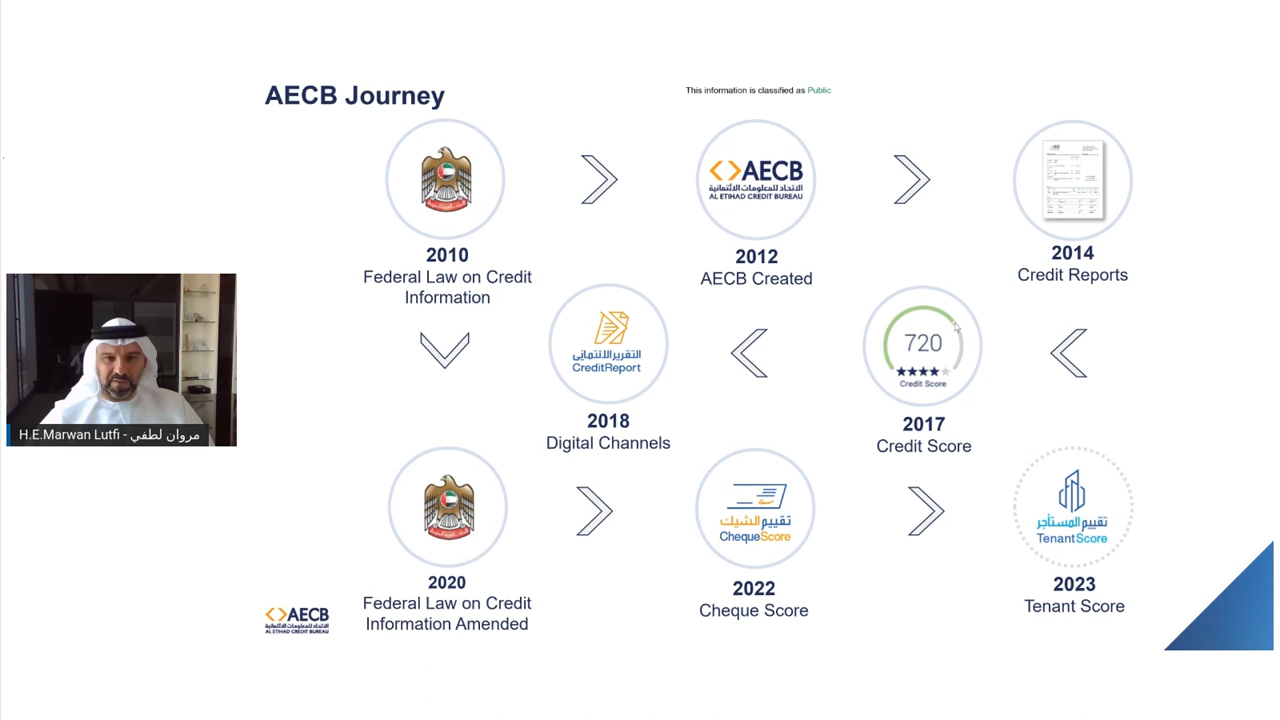 AECB Journey
This information is classified as Public
2010
Federal Law on Credit
Information
AECB
الاتحاد للمعلومات الائتمانية
AL ETIHAD CREDIT BUREAU
2012
AECB Created
2014
Credit Reports
720
Credit Score
2017
Credit Score
التقرير الائتماني
CreditReport
2018
Digital Channels
H.E.Marwan Lutfi - مروان لطفي
2020
Federal Law on Credit
Information Amended
تقييم الشيك
ChequeScore
2022
Cheque Score
تقييم المستأجر
TenantScore
2023
Tenant Score
AECB
الاتحاد للمعلومات الائتمانية
AL ETIHAD CREDIT BUREAU